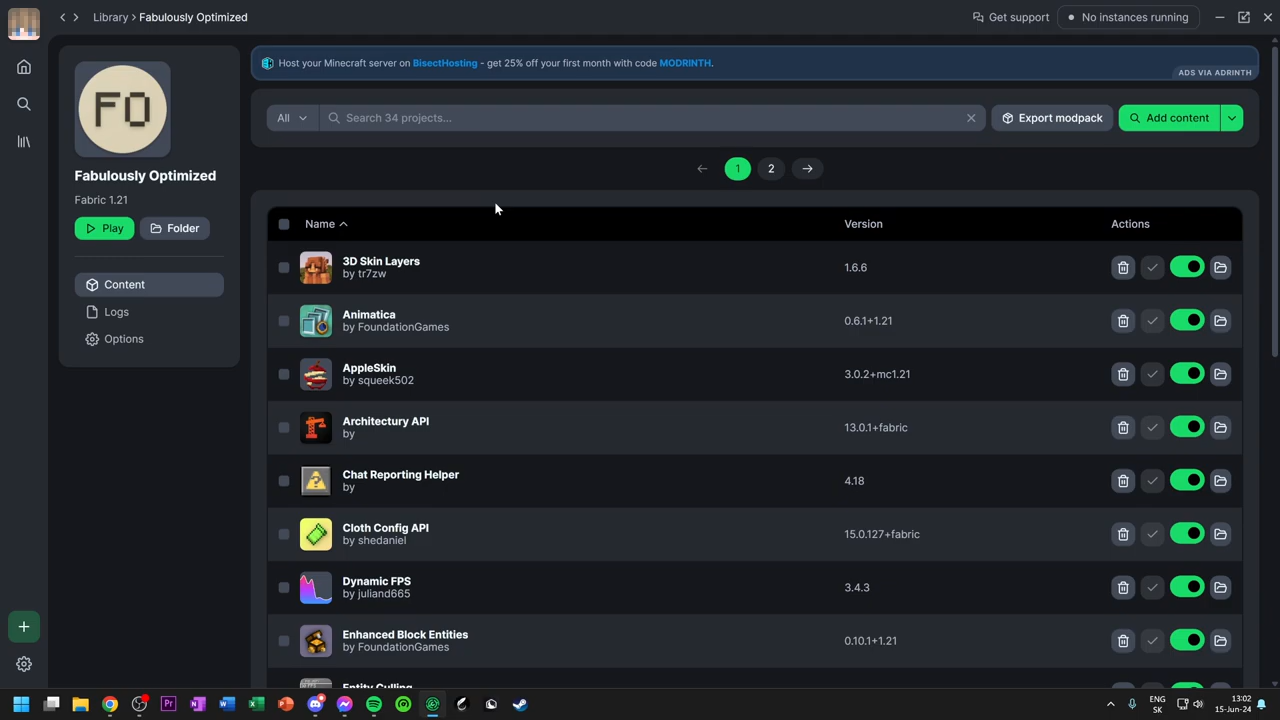 Library > Fabulously Optimized
Get support
No instances running
FO
Host your Minecraft server on BisectHosting - get 25% off your first month with code MODRINTH.
ADS VIA ADRINTH
All
Search 34 projects...
Export modpack
Add content
1
2
Fabulously Optimized
Fabric 1.21
Play
Folder
Content
Logs
Options
Name
Version
Actions
3D Skin Layers
by tr7zw
1.6.6
Animatica
by FoundationGames
0.6.1+1.21
AppleSkin
by squeek502
3.0.2+mc1.21
Architectury API
by
13.0.1+fabric
Chat Reporting Helper
by
4.18
Cloth Config API
by shedaniel
15.0.127+fabric
Dynamic FPS
by juliand665
3.4.3
Enhanced Block Entities
by FoundationGames
0.10.1+1.21
Entity Culling
Pr
ENG
SK
13:02
15-Jun-24